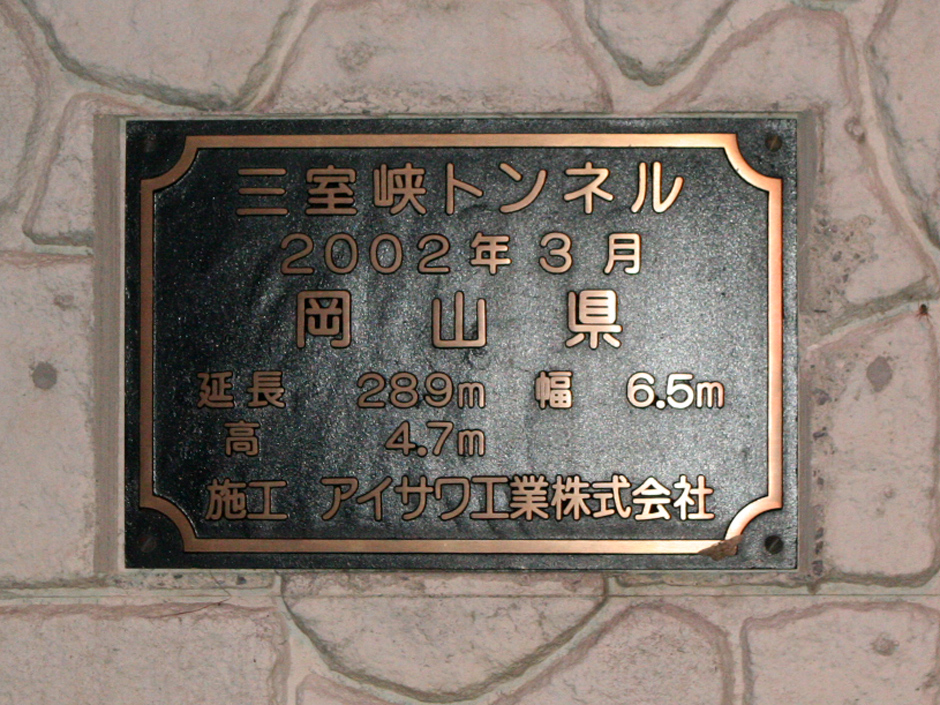 三室峡トンネル
2002年3月
岡山県
延長 289m 幅 6.5m
高 4.7m
施工 アイサワ工業株式会社